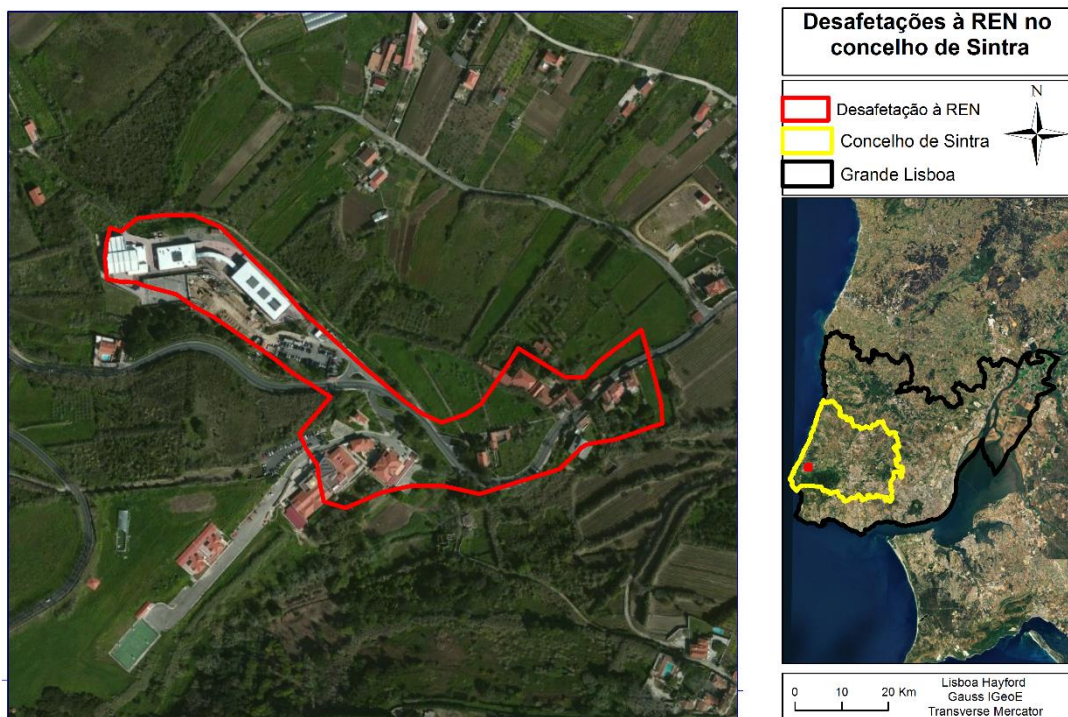 Desafetações à REN no
concelho de Sintra
N
Desafetação à REN
Concelho de Sintra
Grande Lisboa
0 10 20 Km
Lisboa Hayford
Gauss IGeoE
Transverse Mercator